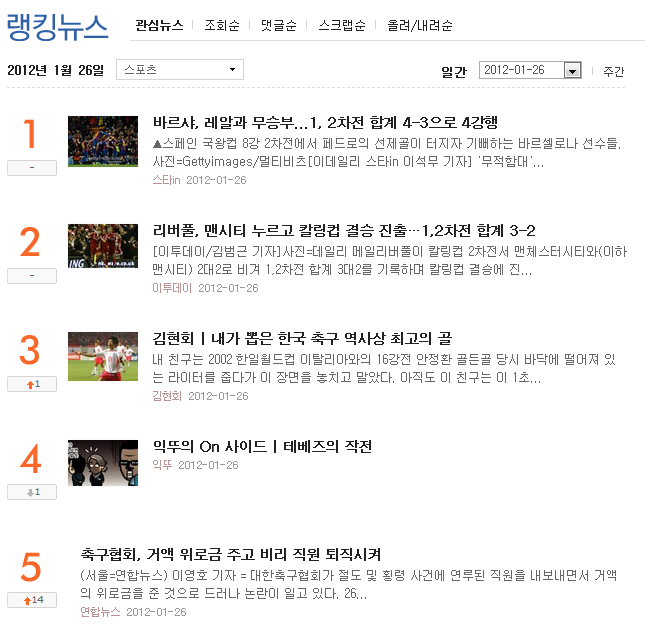 랭킹뉴스
관심뉴스 조회순 댓글순 스크랩순 올려/내려순
2012년 1월 26일 스포츠 일간 2012-01-26 주간
1
-
바르샤, 레알과 무승부...1, 2차전 합계 4-3으로 4강행
▲스페인 국왕컵 8강 2차전에서 페드로의 선제골이 터지자 기뻐하는 바르셀로나 선수들.
사진=Gettyimages/멀티비츠[이데일리 스타in 이석무 기자] '무적함대'...
스타in 2012-01-26
2
-
리버풀, 맨시티 누르고 칼링컵 결승 진출…1,2차전 합계 3-2
[이투데이/김범근 기자]사진=데일리 메일리버풀이 칼링컵 2차전서 맨체스터시티와(이하
맨시티) 2대2로 비겨 1,2차전 합계 3대2를 기록하며 칼링컵 결승에 진...
이투데이 2012-01-26
3
1
김현회 | 내가 뽑은 한국 축구 역사상 최고의 골
내 친구는 2002 한일월드컵 이탈리아와의 16강전 안정환 골든골 당시 바닥에 떨어져 있
는 라이터를 줍다가 이 장면을 놓치고 말았다. 아직도 이 친구는 이 1초...
김현회 2012-01-26
4
1
익뚜의 On 사이드 | 테베즈의 작전
익뚜 2012-01-26
5
14
축구협회, 거액 위로금 주고 비리 직원 퇴직시켜
(서울=연합뉴스) 이영호 기자 = 대한축구협회가 절도 및 횡령 사건에 연루된 직원을 내보내면서 거액
의 위로금을 준 것으로 드러나 논란이 일고 있다. 26...
연합뉴스 2012-01-26